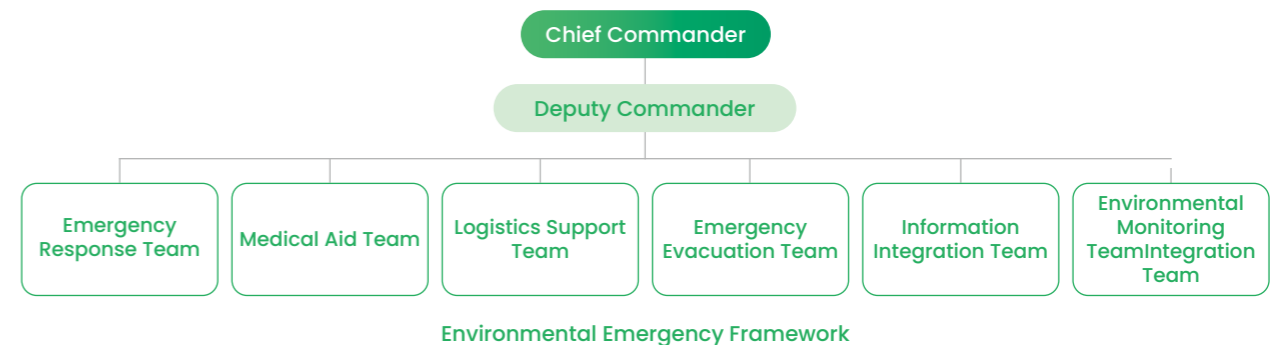 Chief Commander
Deputy Commander
Emergency
Response Team
Medical Aid Team
Logistics Support
Team
Emergency
Evacuation Team
Information
Integration Team
Environmental
Monitoring
TeamIntegration
Team
Environmental Emergency Framework